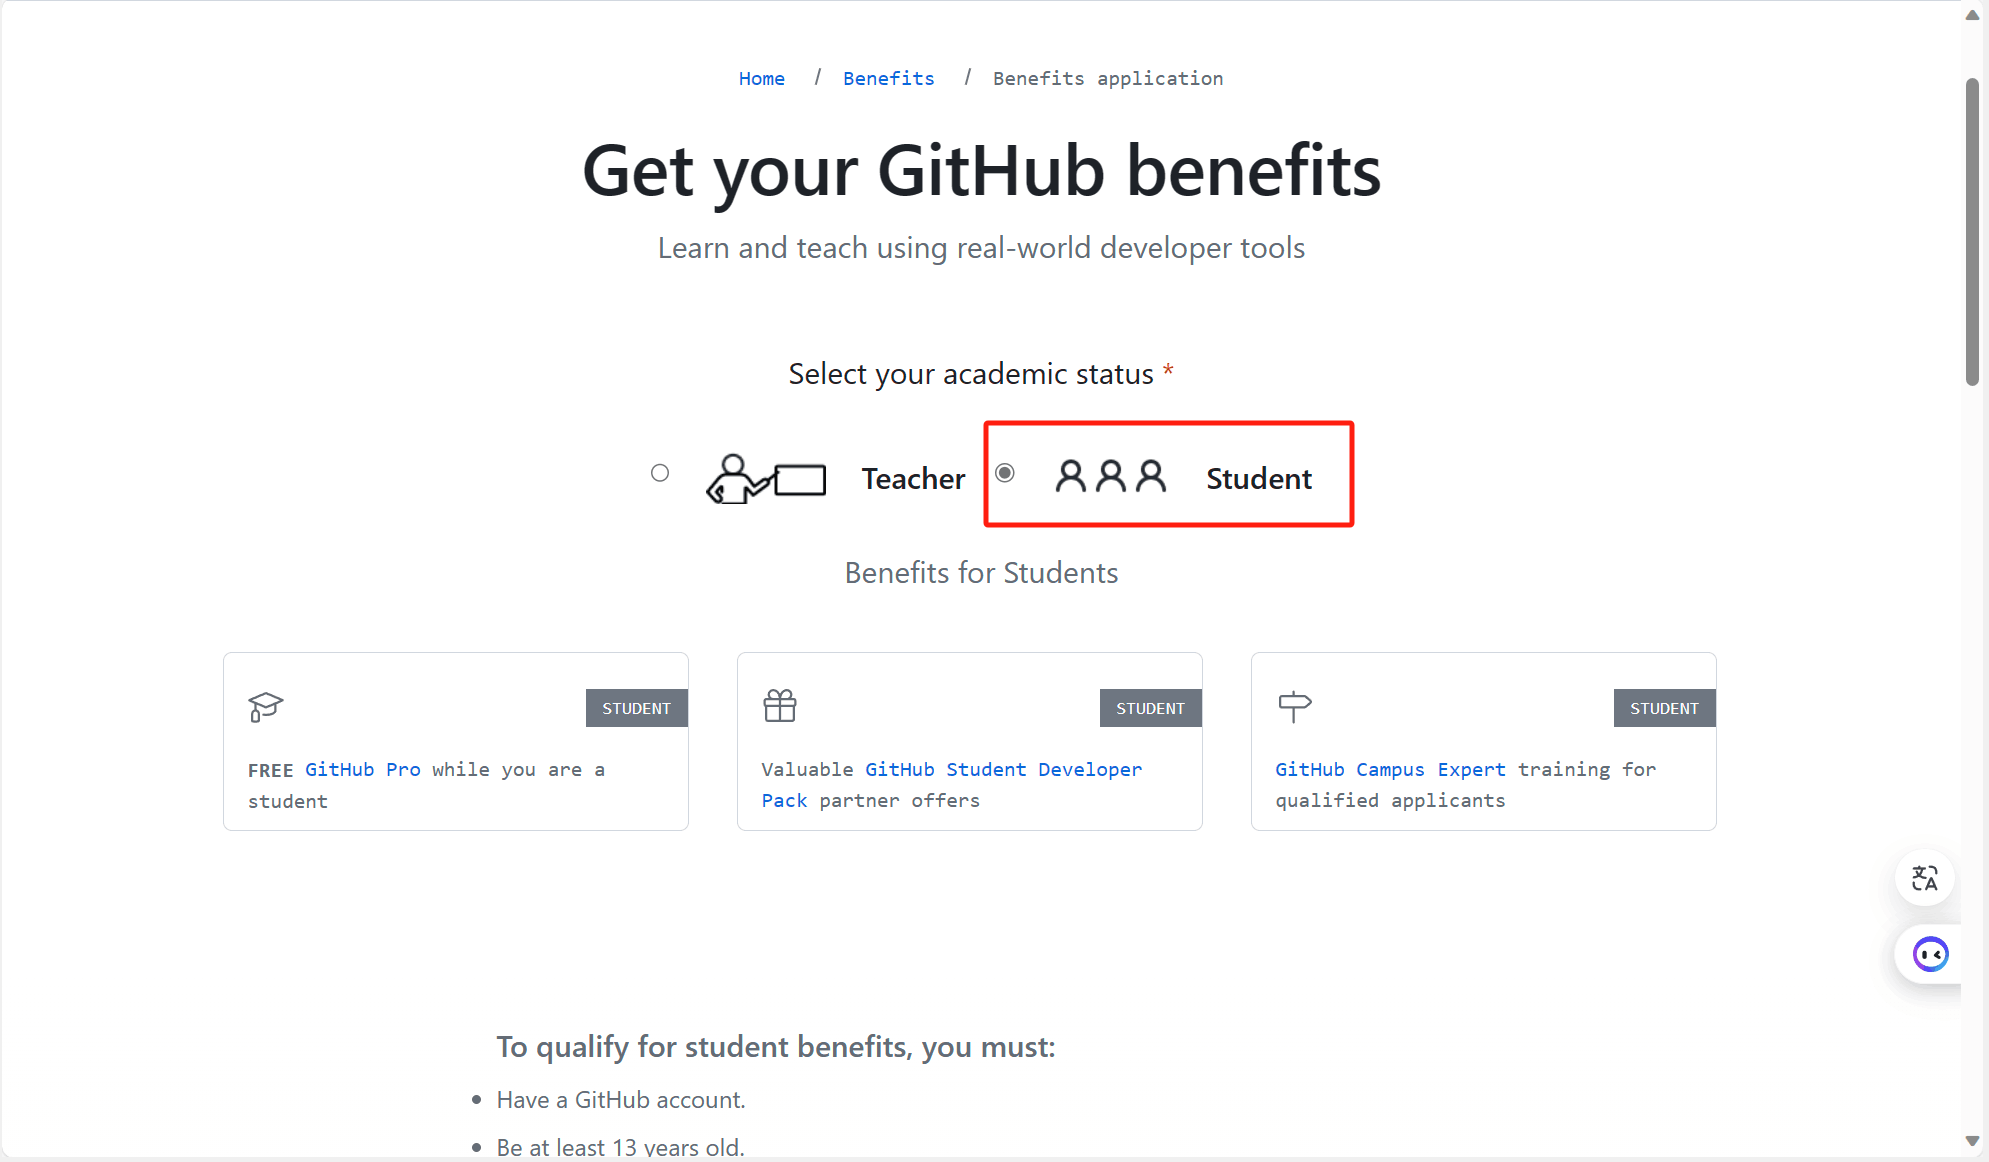 Home / Benefits / Benefits application
Get your GitHub benefits
Learn and teach using real-world developer tools
Select your academic status *
Teacher
Student
Benefits for Students
STUDENT
FREE GitHub Pro while you are a
student
STUDENT
Valuable GitHub Student Developer
Pack partner offers
STUDENT
GitHub Campus Expert training for
qualified applicants
To qualify for student benefits, you must:
• Have a GitHub account.
• Be at least 13 years old.